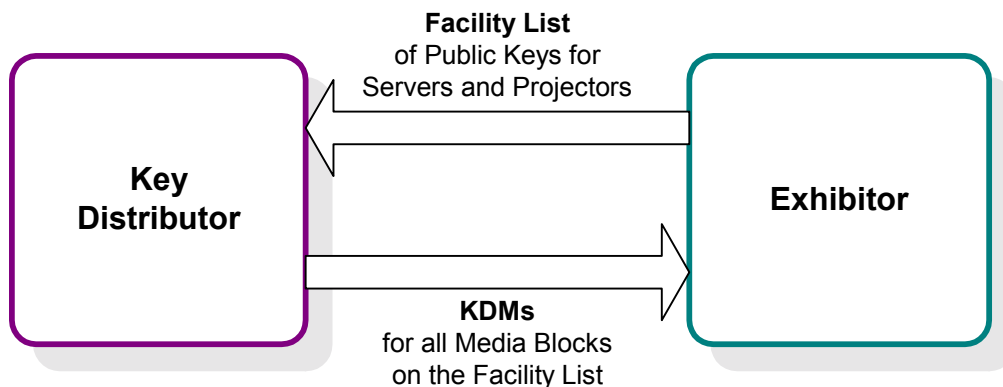 Facility List
of Public Keys for
Servers and Projectors
Key
Distributor
Exhibitor
KDMs
for all Media Blocks
on the Facility List